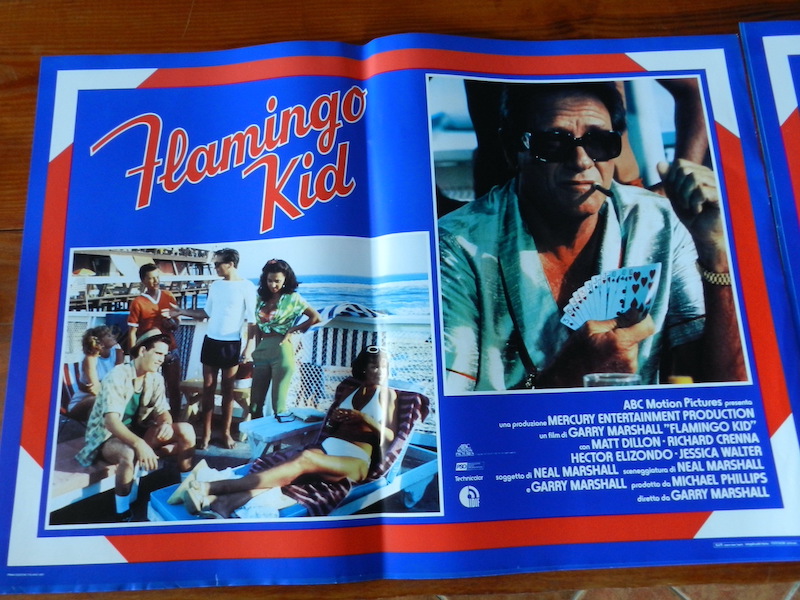 Flamingo
Kid
ABC Motion Pictures presenta
una produzione MERCURY ENTERTAINMENT PRODUCTION
un film di GARRY MARSHALL "FLAMINGO KID"
con MATT DILLON - RICHARD CRENNA
HECTOR ELIZONDO - JESSICA WALTER
soggetto di NEAL MARSHALL sceneggiatura di NEAL MARSHALL
e GARRY MARSHALL prodotto da MICHAEL PHILLIPS
diretto da GARRY MARSHALL
Technicolor